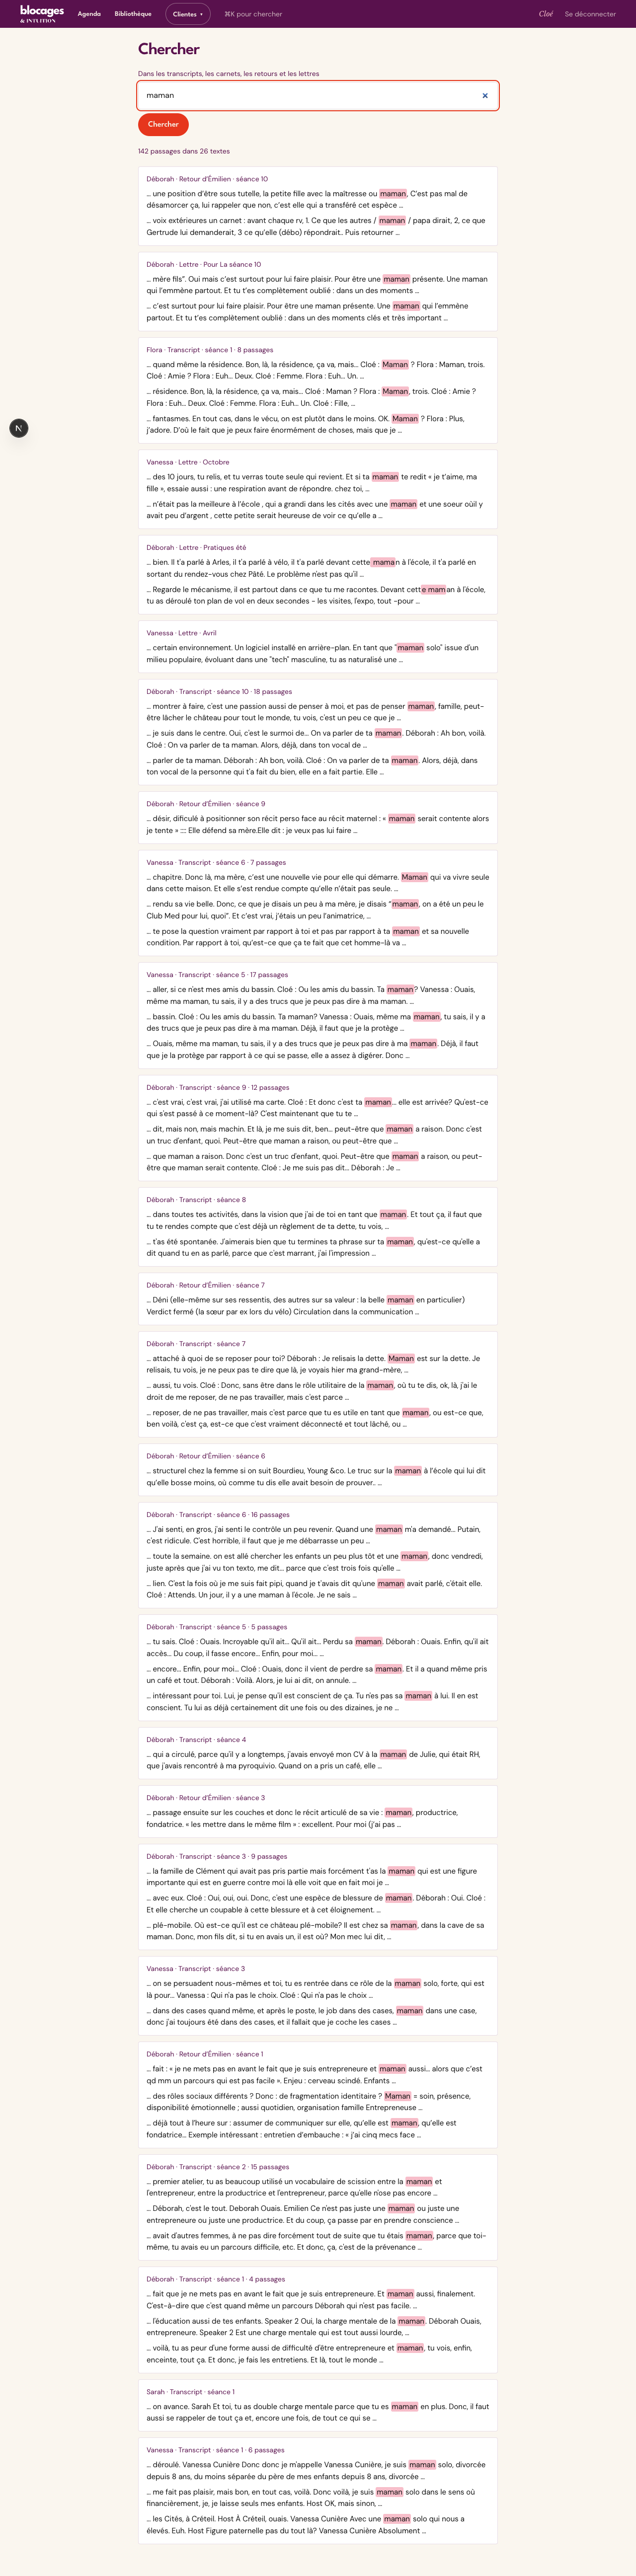 blocages
& INTUITION
Agenda
Bibliothèque
Clientes ▾
⌘K pour chercher
Cloé
Se déconnecter
Chercher
Dans les transcripts, les carnets, les retours et les lettres
maman
Chercher
142 passages dans 26 textes
Déborah · Retour d'Émilien · séance 10
… une position d'être sous tutelle, la petite fille avec la maîtresse ou maman, C'est pas mal de
désamorcer ça, lui rappeler que non, c'est elle qui a transféré cet espèce …
… voix extérieures un carnet : avant chaque rv, 1. Ce que les autres / maman / papa dirait, 2, ce que
Gertrude lui demanderait, 3 ce qu'elle (débo) répondrait.. Puis retourner …
Déborah · Lettre · Pour La séance 10
… mère fils". Oui mais c'est surtout pour lui faire plaisir. Pour être une maman présente. Une maman
qui l'emmène partout. Et tu t'es complètement oublié : dans un des moments …
… c'est surtout pour lui faire plaisir. Pour être une maman présente. Une maman qui l'emmène
partout. Et tu t'es complètement oublié : dans un des moments clés et très important …
Flora · Transcript · séance 1 · 8 passages
… quand même la résidence. Bon, là, la résidence, ça va, mais... Cloé : Maman ? Flora : Maman, trois.
Cloé : Amie ? Flora : Euh... Deux. Cloé : Femme. Flora : Euh... Un. …
… résidence. Bon, là, la résidence, ça va, mais... Cloé : Maman ? Flora : Maman, trois. Cloé : Amie ?
Flora : Euh... Deux. Cloé : Femme. Flora : Euh... Un. Cloé : Fille, …
… fantasmes. En tout cas, dans le vécu, on est plutôt dans le moins. OK. Maman ? Flora : Plus,
j'adore. D'où le fait que je peux faire énormément de choses, mais que je …
Vanessa · Lettre · Octobre
… des 10 jours, tu relis, et tu verras toute seule qui revient. Et si ta maman te redit « je t'aime, ma
fille », essaie aussi : une respiration avant de répondre. chez toi, …
… n'était pas la meilleure à l'école , qui a grandi dans les cités avec une maman et une soeur oùil y
avait peu d'argent , cette petite serait heureuse de voir ce qu'elle a …
Déborah · Lettre · Pratiques été
… bien. Il t'a parlé à Arles, il t'a parlé à vélo, il t'a parlé devant cette maman à l'école, il t'a parlé en
sortant du rendez-vous chez Pâté. Le problème n'est pas qu'il …
… Regarde le mécanisme, il est partout dans ce que tu me racontes. Devant cette maman à l'école,
tu as déroulé ton plan de vol en deux secondes - les visites, l'expo, tout -pour …
Vanessa · Lettre · Avril
… certain environnement. Un logiciel installé en arrière-plan. En tant que "maman solo" issue d'un
milieu populaire, évoluant dans une "tech" masculine, tu as naturalisé une …
Déborah · Transcript · séance 10 · 18 passages
… montrer à faire, c'est une passion aussi de penser à moi, et pas de penser maman, famille, peut-
être lâcher le château pour tout le monde, tu vois, c'est un peu ce que je …
… je suis dans le centre. Oui, c'est le surmoi de... On va parler de ta maman. Déborah : Ah bon, voilà.
Cloé : On va parler de ta maman. Alors, déjà, dans ton vocal de …
… parler de ta maman. Déborah : Ah bon, voilà. Cloé : On va parler de ta maman. Alors, déjà, dans
ton vocal de la personne qui t'a fait du bien, elle en a fait partie. Elle …
Déborah · Retour d'Émilien · séance 9
… désir, dificulé à positionner son récit perso face au récit maternel : « maman serait contente alors
je tente » :::: Elle défend sa mère.Elle dit : je veux pas lui faire …
Vanessa · Transcript · séance 6 · 7 passages
… chapitre. Donc là, ma mère, c'est une nouvelle vie pour elle qui démarre. Maman qui va vivre seule
dans cette maison. Et elle s'est rendue compte qu'elle n'était pas seule. …
… rendu sa vie belle. Donc, ce que je disais un peu à ma mère, je disais "maman, on a été un peu le
Club Med pour lui, quoi". Et c'est vrai, j'étais un peu l'animatrice, …
… te pose la question vraiment par rapport à toi et pas par rapport à ta maman et sa nouvelle
condition. Par rapport à toi, qu'est-ce que ça te fait que cet homme-là va …
Vanessa · Transcript · séance 5 · 17 passages
… aller, si ce n'est mes amis du bassin. Cloé : Ou les amis du bassin. Ta maman? Vanessa : Ouais,
même ma maman, tu sais, il y a des trucs que je peux pas dire à ma maman. …
… bassin. Cloé : Ou les amis du bassin. Ta maman? Vanessa : Ouais, même ma maman, tu sais, il y a
des trucs que je peux pas dire à ma maman. Déjà, il faut que je la protège …
… Ouais, même ma maman, tu sais, il y a des trucs que je peux pas dire à ma maman. Déjà, il faut
que je la protège par rapport à ce qui se passe, elle a assez à digérer. Donc …
Déborah · Transcript · séance 9 · 12 passages
… c'est vrai, c'est vrai, j'ai utilisé ma carte. Cloé : Et donc c'est ta maman... elle est arrivée? Qu'est-ce
qui s'est passé à ce moment-là? C'est maintenant que tu te …
… dit, mais non, mais machin. Et là, je me suis dit, ben... peut-être que maman a raison. Donc c'est
un truc d'enfant, quoi. Peut-être que maman a raison, ou peut-être que …
… que maman a raison. Donc c'est un truc d'enfant, quoi. Peut-être que maman a raison, ou peut-
être que maman serait contente. Cloé : Je me suis pas dit... Déborah : Je …
Déborah · Transcript · séance 8
… dans toutes tes activités, dans la vision que j'ai de toi en tant que maman. Et tout ça, il faut que
tu te rendes compte que c'est déjà un règlement de ta dette, tu vois, …
… t'as été spontanée. J'aimerais bien que tu termines ta phrase sur ta maman, qu'est-ce qu'elle a
dit quand tu en as parlé, parce que c'est marrant, j'ai l'impression …
Déborah · Retour d'Émilien · séance 7
… Déni (elle-même sur ses ressentis, des autres sur sa valeur : la belle maman en particulier)
Verdict fermé (la sœur par ex lors du vélo) Circulation dans la communication …
Déborah · Transcript · séance 7
… attaché à quoi de se reposer pour toi? Déborah : Je relisais la dette. Maman est sur la dette. Je
relisais, tu vois, je ne peux pas te dire que là, je voyais hier ma grand-mère, …
… aussi, tu vois. Cloé : Donc, sans être dans le rôle utilitaire de la maman, où tu te dis, ok, là, j'ai le
droit de me reposer, de ne pas travailler, mais c'est parce …
… reposer, de ne pas travailler, mais c'est parce que tu es utile en tant que maman, ou est-ce que,
ben voilà, c'est ça, est-ce que c'est vraiment déconnecté et tout lâché, ou …
Déborah · Retour d'Émilien · séance 6
… structurel chez la femme si on suit Bourdieu, Young &co. Le truc sur la maman à l'école qui lui dit
qu'elle bosse moins, où comme tu dis elle avait besoin de prouver.. …
Déborah · Transcript · séance 6 · 16 passages
… J'ai senti, en gros, j'ai senti le contrôle un peu revenir. Quand une maman m'a demandé... Putain,
c'est ridicule. C'est horrible, il faut que je me débarrasse un peu …
… toute la semaine. on est allé chercher les enfants un peu plus tôt et une maman, donc vendredi,
juste après que j'ai vu ton texto, me dit... parce que c'est trois fois qu'elle …
… lien. C'est la fois où je me suis fait pipi, quand je t'avais dit qu'une maman avait parlé, c'était elle.
Cloé : Attends. Un jour, il y a une maman à l'école. Je ne sais …
Déborah · Transcript · séance 5 · 5 passages
… tu sais. Cloé : Ouais. Incroyable qu'il ait... Qu'il ait... Perdu sa maman. Déborah : Ouais. Enfin, qu'il ait
accès... Du coup, il fasse encore... Enfin, pour moi... …
… encore... Enfin, pour moi... Cloé : Ouais, donc il vient de perdre sa maman. Et il a quand même pris
un café et tout. Déborah : Voilà. Alors, je lui ai dit, on annule. …
… intéressant pour toi. Lui, je pense qu'il est conscient de ça. Tu n'es pas sa maman à lui. Il en est
conscient. Tu lui as déjà certainement dit une fois ou des dizaines, je ne …
Déborah · Transcript · séance 4
… qui a circulé, parce qu'il y a longtemps, j'avais envoyé mon CV à la maman de Julie, qui était RH,
que j'avais rencontré à ma pyroquivio. Quand on a pris un café, elle …
Déborah · Retour d'Émilien · séance 3
… passage ensuite sur les couches et donc le récit articulé de sa vie : maman, productrice,
fondatrice. « les mettre dans le même film » : excellent. Pour moi (j'ai pas …
Déborah · Transcript · séance 3 · 9 passages
… la famille de Clément qui avait pas pris partie mais forcément t'as la maman qui est une figure
importante qui est en guerre contre moi là elle voit que en fait moi je …
… avec eux. Cloé : Oui, oui, oui. Donc, c'est une espèce de blessure de maman. Déborah : Oui. Cloé :
Et elle cherche un coupable à cette blessure et à cet éloignement. …
… plé-mobile. Où est-ce qu'il est ce château plé-mobile? Il est chez sa maman, dans la cave de sa
maman. Donc, mon fils dit, si tu en avais un, il est où? Mon mec lui dit, …
Vanessa · Transcript · séance 3
… on se persuadent nous-mêmes et toi, tu es rentrée dans ce rôle de la maman solo, forte, qui est
là pour... Vanessa : Qui n'a pas le choix. Cloé : Qui n'a pas le choix …
… dans des cases quand même, et après le poste, le job dans des cases, maman dans une case,
donc j'ai toujours été dans des cases, et il fallait que je coche les cases …
Déborah · Retour d'Émilien · séance 1
… fait : « je ne mets pas en avant le fait que je suis entrepreneure et maman aussi... alors que c'est
qd mm un parcours qui est pas facile ». Enjeu : cerveau scindé. Enfants …
… des rôles sociaux différents ? Donc : de fragmentation identitaire ? Maman = soin, présence,
disponibilité émotionnelle ; aussi quotidien, organisation famille Entrepreneuse …
… déjà tout à l'heure sur : assumer de communiquer sur elle, qu'elle est maman, qu'elle est
fondatrice... Exemple intéressant : entretien d'embauche : « j'ai cinq mecs face …
Déborah · Transcript · séance 2 · 15 passages
… premier atelier, tu as beaucoup utilisé un vocabulaire de scission entre la maman et
l'entrepreneur, entre la productrice et l'entrepreneur, parce qu'elle n'ose pas encore …
… Déborah, c'est le tout. Deborah Ouais. Emilien Ce n'est pas juste une maman ou juste une
entrepreneure ou juste une productrice. Et du coup, ça passe par en prendre conscience …
… avait d'autres femmes, à ne pas dire forcément tout de suite que tu étais maman, parce que toi-
même, tu avais eu un parcours difficile, etc. Et donc, ça, c'est de la prévenance …
Déborah · Transcript · séance 1 · 4 passages
… fait que je ne mets pas en avant le fait que je suis entrepreneure. Et maman aussi, finalement.
C'est-à-dire que c'est quand même un parcours Déborah qui n'est pas facile. …
… l'éducation aussi de tes enfants. Speaker 2 Oui, la charge mentale de la maman. Déborah Ouais,
entrepreneure. Speaker 2 Est une charge mentale qui est tout aussi lourde, …
… voilà, tu as peur d'une forme aussi de difficulté d'être entrepreneure et maman, tu vois, enfin,
enceinte, tout ça. Et donc, je fais les entretiens. Et là, tout le monde …
Sarah · Transcript · séance 1
… on avance. Sarah Et toi, tu as double charge mentale parce que tu es maman en plus. Donc, il faut
aussi se rappeler de tout ça et, encore une fois, de tout ce qui se …
Vanessa · Transcript · séance 1 · 6 passages
… déroulé. Vanessa Cunière Donc donc je m'appelle Vanessa Cunière, je suis maman solo, divorcée
depuis 8 ans, du moins séparée du père de mes enfants depuis 8 ans, divorcée …
… me fait pas plaisir, mais bon, en tout cas, voilà. Donc voilà, je suis maman solo dans le sens où
financièrement, je, je laisse seuls mes enfants. Host OK, mais sinon, …
… les Cités, à Créteil. Host À Créteil, ouais. Vanessa Cunière Avec une maman solo qui nous a
élevés. Euh. Host Figure paternelle pas du tout là? Vanessa Cunière Absolument …